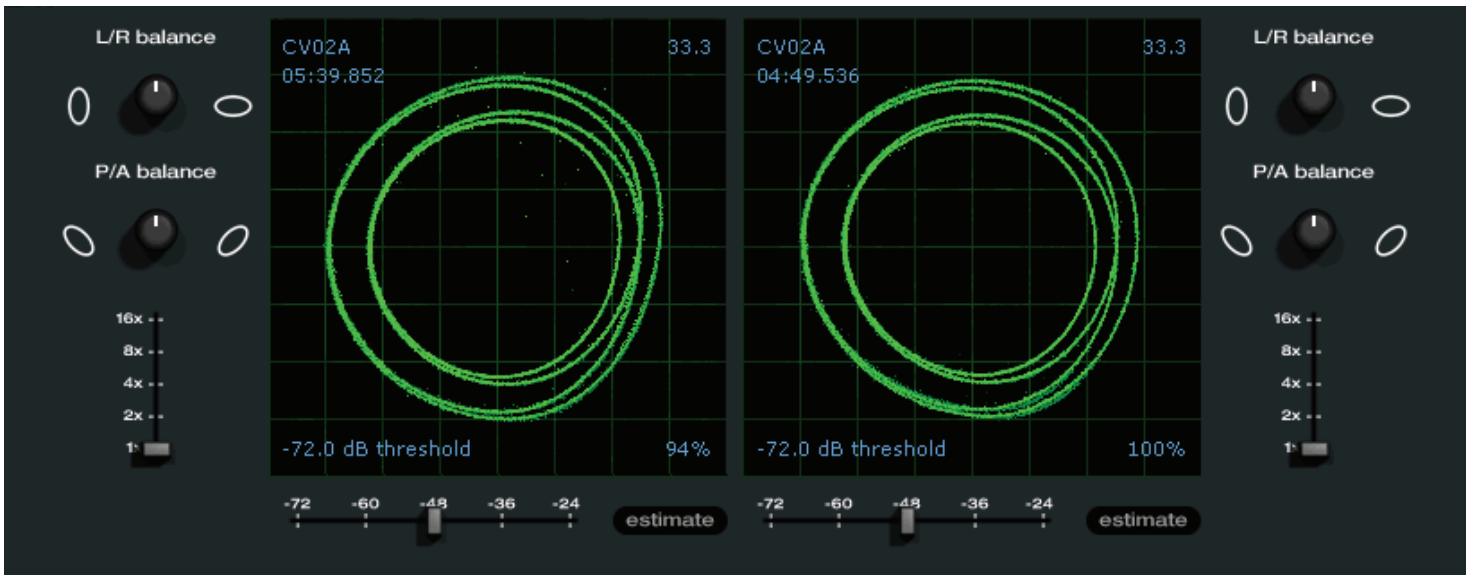 L/R balance
P/A balance
16x
8x
4x
2x
CV02A 33.3
05:39.852
-72.0 dB threshold 94%
-72 -60 -48 -36 -24
estimate
CV02A 33.3
04:49.536
-72.0 dB threshold 100%
-72 -60 -48 -36 -24
estimate
L/R balance
P/A balance
16x
8x
4x
2x